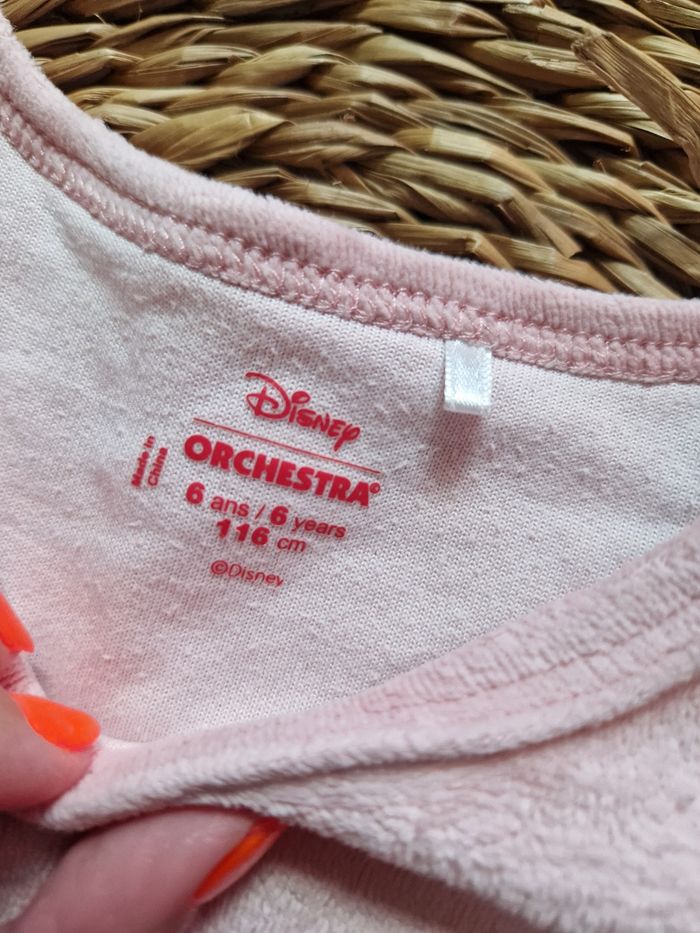 Disney
ORCHESTRA®
6 ans / 6 years
116 cm
©Disney
Made in
China